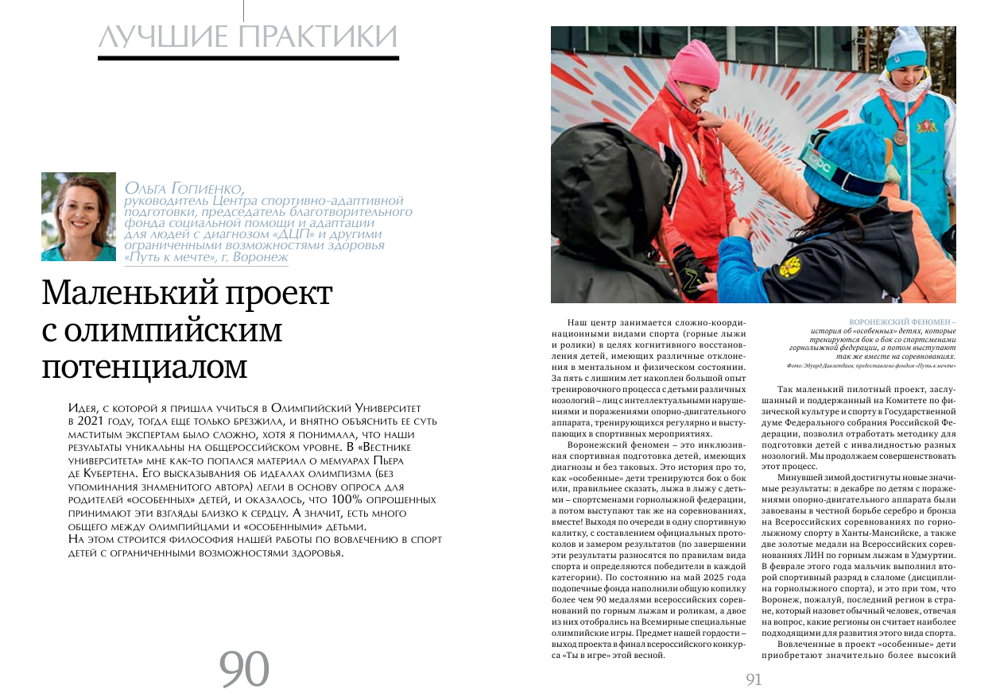 ЛУЧШИЕ ПРАКТИКИ
Ольга Гопиенко,
руководитель Центра спортивно-адаптивной
подготовки, председатель благотворительного
фонда социальной помощи и адаптации
для людей с диагнозом «ДЦП» и другими
ограниченными возможностями здоровья
«Путь к мечте», г. Воронеж
Маленький проект
с олимпийским
потенциалом
Идея, с которой я пришла учиться в Олимпийский Университет
в 2021 году, тогда еще только брезжила, и внятно объяснить ее суть
маститым экспертам было сложно, хотя я понимала, что наши
результаты уникальны на общероссийском уровне. В «Вестнике
университета» мне как-то попался материал о мемуарах Пьера
де Кубертена. Его высказывания об идеалах олимпизма (без
упоминания знаменитого автора) легли в основу опроса для
родителей «особенных» детей, и оказалось, что 100% опрошенных
принимают эти взгляды близко к сердцу. А значит, есть много
общего между олимпийцами и «особенными» детьми.
На этом строится философия нашей работы по вовлечению в спорт
детей с ограниченными возможностями здоровья.
90
Наш центр занимается сложно-коорди-
национными видами спорта (горные лыжи
и ролики) в целях когнитивного восстанов-
ления детей, имеющих различные отклоне-
ния в ментальном и физическом состоянии.
За пять с лишним лет накоплен большой опыт
тренировочного процесса с детьми различных
нозологий – лиц с интеллектуальными наруше-
ниями и поражениями опорно-двигательного
аппарата, тренирующихся регулярно и высту-
пающих в спортивных мероприятиях.
Воронежский феномен – это инклюзив-
ная спортивная подготовка детей, имеющих
диагнозы и без таковых. Это история про то,
как «особенные» дети тренируются бок о бок
или, правильнее сказать, лыжа в лыжу с деть-
ми – спортсменами горнолыжной федерации,
а потом выступают так же на соревнованиях,
вместе! Выходя по очереди в одну спортивную
калитку, с составлением официальных прото-
колов и замером результатов (по завершении
эти результаты разносятся по правилам вида
спорта и определяются победители в каждой
категории). По состоянию на май 2025 года
подопечные фонда наполнили общую копилку
более чем 90 медалями всероссийских сорев-
нований по горным лыжам и роликам, а двое
из них отобрались на Всемирные специальные
олимпийские игры. Предмет нашей гордости –
выход проекта в финал всероссийского конкур-
са «Ты в игре» этой весной.
ВОРОНЕЖСКИЙ ФЕНОМЕН –
история об «особенных» детях, которые
тренируются бок о бок со спортсменами
горнолыжной федерации, а потом выступают
так же вместе на соревнованиях.
Фото: Эдуард Давлетбаев; предоставлено фондом «Путь к мечте»
Так маленький пилотный проект, заслу-
шанный и поддержанный на Комитете по фи-
зической культуре и спорту в Государственной
думе Федерального собрания Российской Фе-
дерации, позволил отработать методику для
подготовки детей с инвалидностью разных
нозологий. Мы продолжаем совершенствовать
этот процесс.
Минувшей зимой достигнуты новые значи-
мые результаты: в декабре по детям с пораже-
ниями опорно-двигательного аппарата были
завоеваны в честной борьбе серебро и бронза
на Всероссийских соревнованиях по горно-
лыжному спорту в Ханты-Мансийске, а также
две золотые медали на Всероссийских сорев-
нованиях ЛИН по горным лыжам в Удмуртии.
В феврале этого года мальчик выполнил вто-
рой спортивный разряд в слаломе (дисципли-
на горнолыжного спорта), и это при том, что
Воронеж, пожалуй, последний регион в стра-
не, который назовет обычный человек, отвечая
на вопрос, какие регионы он считает наиболее
подходящими для развития этого вида спорта.
Вовлеченные в проект «особенные» дети
приобретают значительно более высокий
91